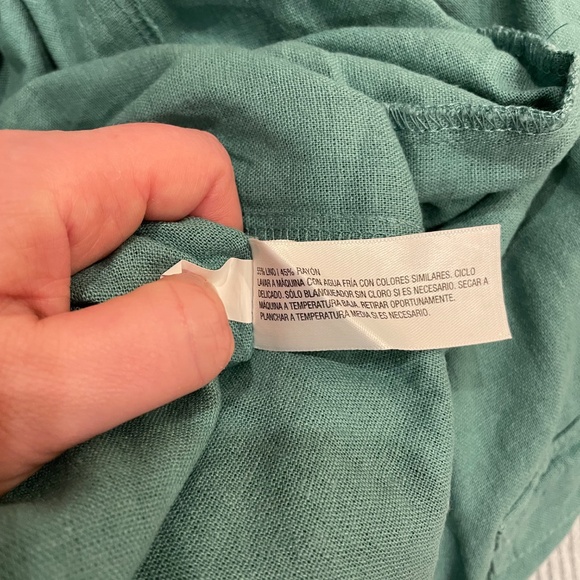 55% LINO / 45% RAYÓN
LAVAR A MÁQUINA CON AGUA FRÍA CON COLORES SIMILARES. CICLO
DELICADO. SÓLO BLANQUEADOR SIN CLORO SI ES NECESARIO. SECAR A
MÁQUINA A TEMPERATURA BAJA. RETIRAR OPORTUNAMENTE.
PLANCHAR A TEMPERATURA MEDIA SI ES NECESARIO.